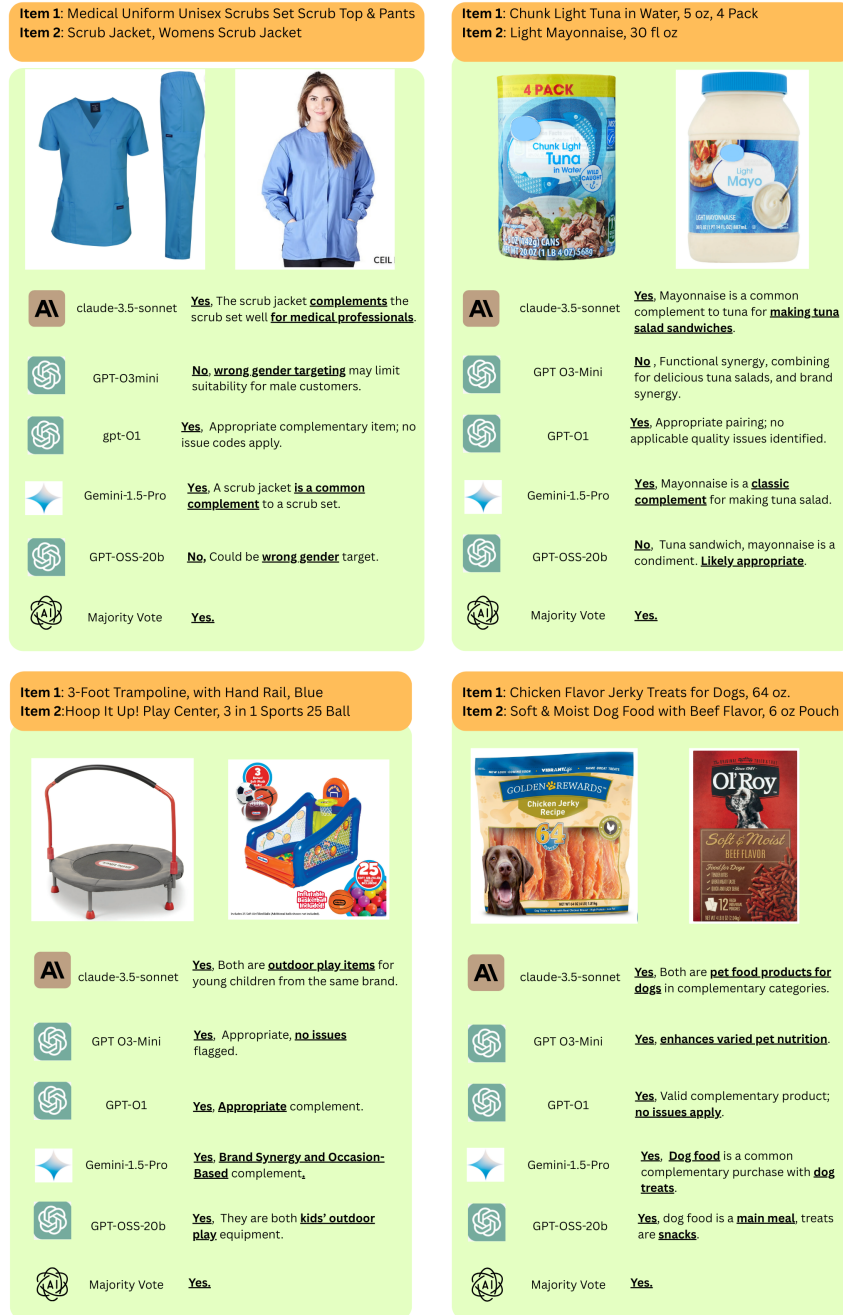 Item 1: Medical Uniform Unisex Scrubs Set Scrub Top & Pants
Item 2: Scrub Jacket, Womens Scrub Jacket
CEIL
claude-3.5-sonnet
Yes, The scrub jacket complements the
scrub set well for medical professionals.
GPT-O3mini
No, wrong gender targeting may limit
suitability for male customers.
gpt-O1
Yes, Appropriate complementary item; no
issue codes apply.
Gemini-1.5-Pro
Yes, A scrub jacket is a common
complement to a scrub set.
GPT-OSS-20b
No, Could be wrong gender target.
Majority Vote
Yes.
Item 1: Chunk Light Tuna in Water, 5 oz, 4 Pack
Item 2: Light Mayonnaise, 30 fl oz
4 PACK
Chunk Light
Tuna
in Water
WILD
CAUGHT
Light
Mayo
LIGHT MAYONNAISE
claude-3.5-sonnet
Yes, Mayonnaise is a common
complement to tuna for making tuna
salad sandwiches.
GPT O3-Mini
No , Functional synergy, combining
for delicious tuna salads, and brand
synergy.
GPT-O1
Yes, Appropriate pairing; no
applicable quality issues identified.
Gemini-1.5-Pro
Yes, Mayonnaise is a classic
complement for making tuna salad.
GPT-OSS-20b
No, Tuna sandwich, mayonnaise is a
condiment. Likely appropriate.
Majority Vote
Yes.
Item 1: 3-Foot Trampoline, with Hand Rail, Blue
Item 2:Hoop It Up! Play Center, 3 in 1 Sports 25 Ball
3
25
Inflatable
Basketball
Included!
claude-3.5-sonnet
Yes, Both are outdoor play items for
young children from the same brand.
GPT O3-Mini
Yes, Appropriate, no issues
flagged.
GPT-O1
Yes, Appropriate complement.
Gemini-1.5-Pro
Yes, Brand Synergy and Occasion-
Based complement.
GPT-OSS-20b
Yes, They are both kids' outdoor
play equipment.
Majority Vote
Yes.
Item 1: Chicken Flavor Jerky Treats for Dogs, 64 oz.
Item 2: Soft & Moist Dog Food with Beef Flavor, 6 oz Pouch
GOLDEN REWARDS
Chicken Jerky
Recipe
64
Ol' Roy
Soft & Moist
BEEF FLAVOR
Food for Dogs
12
claude-3.5-sonnet
Yes, Both are pet food products for
dogs in complementary categories.
GPT O3-Mini
Yes, enhances varied pet nutrition.
GPT-O1
Yes, Valid complementary product;
no issues apply.
Gemini-1.5-Pro
Yes, Dog food is a common
complementary purchase with dog
treats.
GPT-OSS-20b
Yes, dog food is a main meal, treats
are snacks.
Majority Vote
Yes.